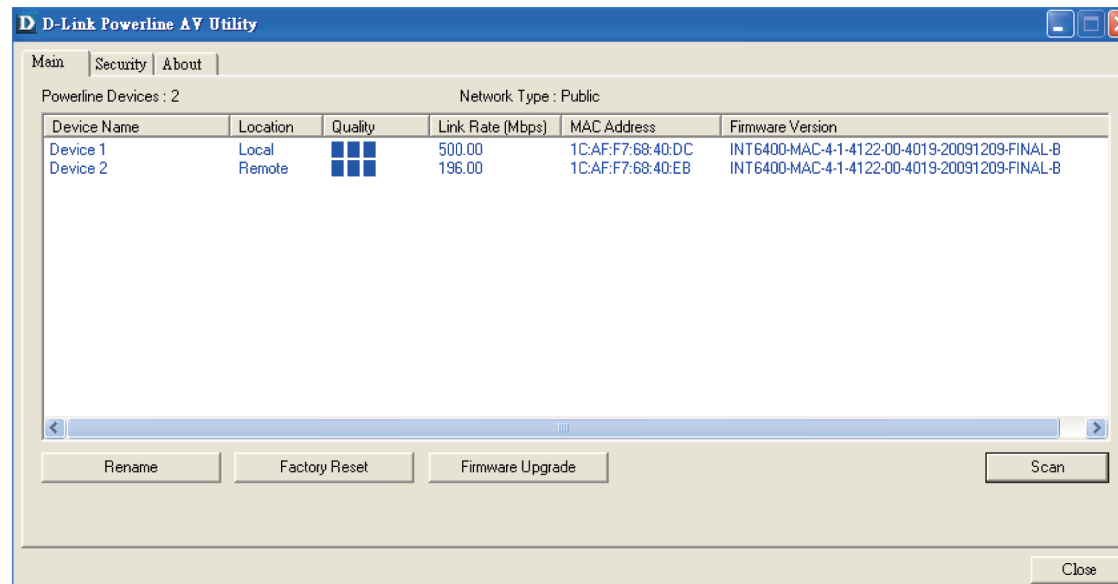 D D-Link Powerline AV Utility
Main Security About
Powerline Devices : 2 Network Type : Public
Device Name Location Quality Link Rate (Mbps) MAC Address Firmware Version
Device 1 Local 500.00 1C:AF:F7:68:40:DC INT6400-MAC-4-1-4122-00-4019-20091209-FINAL-B
Device 2 Remote 196.00 1C:AF:F7:68:40:EB INT6400-MAC-4-1-4122-00-4019-20091209-FINAL-B
Rename Factory Reset Firmware Upgrade Scan
Close